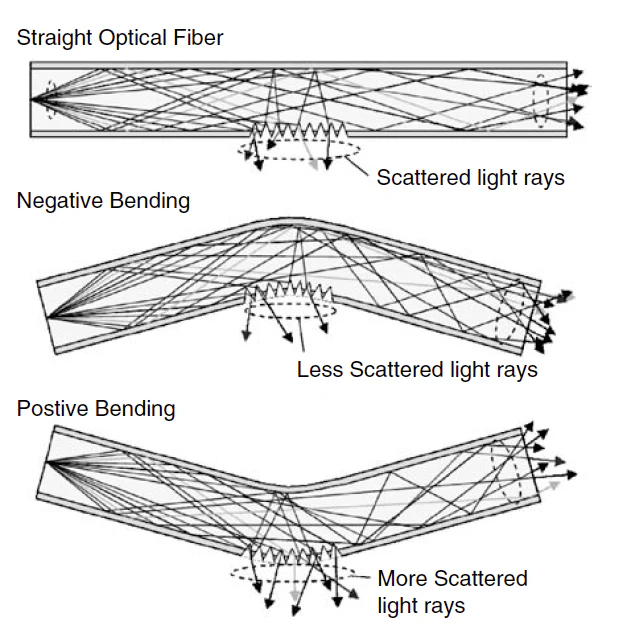 Straight Optical Fiber
Scattered light rays
Negative Bending
Less Scattered light rays
Postive Bending
More Scattered
light rays